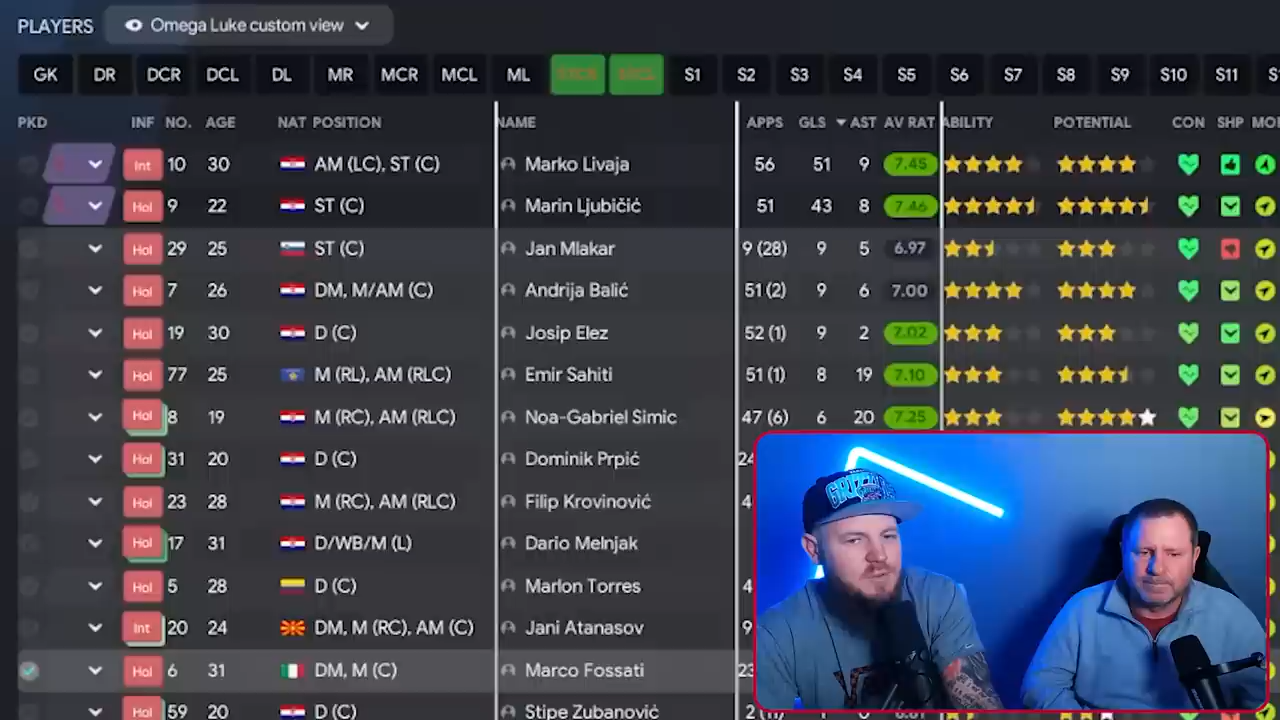 PLAYERS Omega Luke custom view
GK DR DCR DCL DL MR MCR MCL ML STCR STCL S1 S2 S3 S4 S5 S6 S7 S8 S9 S10 S11
PKD INF NO. AGE NAT POSITION NAME APPS GLS AST AV RAT ABILITY POTENTIAL CON SHP
Int 10 30 AM (LC), ST (C) Marko Livaja 56 51 9 7.45
Hol 9 22 ST (C) Marin Ljubičić 51 43 8 7.46
Hol 29 25 ST (C) Jan Mlakar 9 (28) 9 5 6.97
Hol 7 26 DM, M/AM (C) Andrija Balić 51 (2) 9 6 7.00
Hol 19 30 D (C) Josip Elez 52 (1) 9 2 7.02
Hol 77 25 M (RL), AM (RLC) Emir Sahiti 51 (1) 8 19 7.10
Hol 8 19 M (RC), AM (RLC) Noa-Gabriel Simic 47 (6) 6 20 7.25
Hol 31 20 D (C) Dominik Prpić 24
Hol 23 28 M (RC), AM (RLC) Filip Krovinović 4
Hol 17 31 D/WB/M (L) Dario Melnjak
Hol 5 28 D (C) Marlon Torres 4
Int 20 24 DM, M (RC), AM (C) Jani Atanasov 9
Hol 6 31 DM, M (C) Marco Fossati 23
Hol 59 20 D (C) Stipe Zubanović